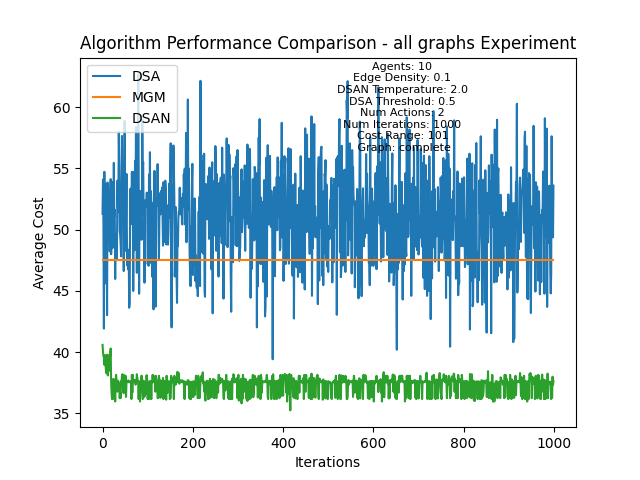 Algorithm Performance Comparison - all graphs Experiment
DSA
MGM
DSAN
Agents: 10
Edge Density: 0.1
DSAN Temperature: 2.0
DSA Threshold: 0.5
Num Actions: 2
Num Iterations: 1000
Cost Range: 101
Graph: complete
Average Cost
60
55
50
45
40
35
0
200
400
600
800
1000
Iterations